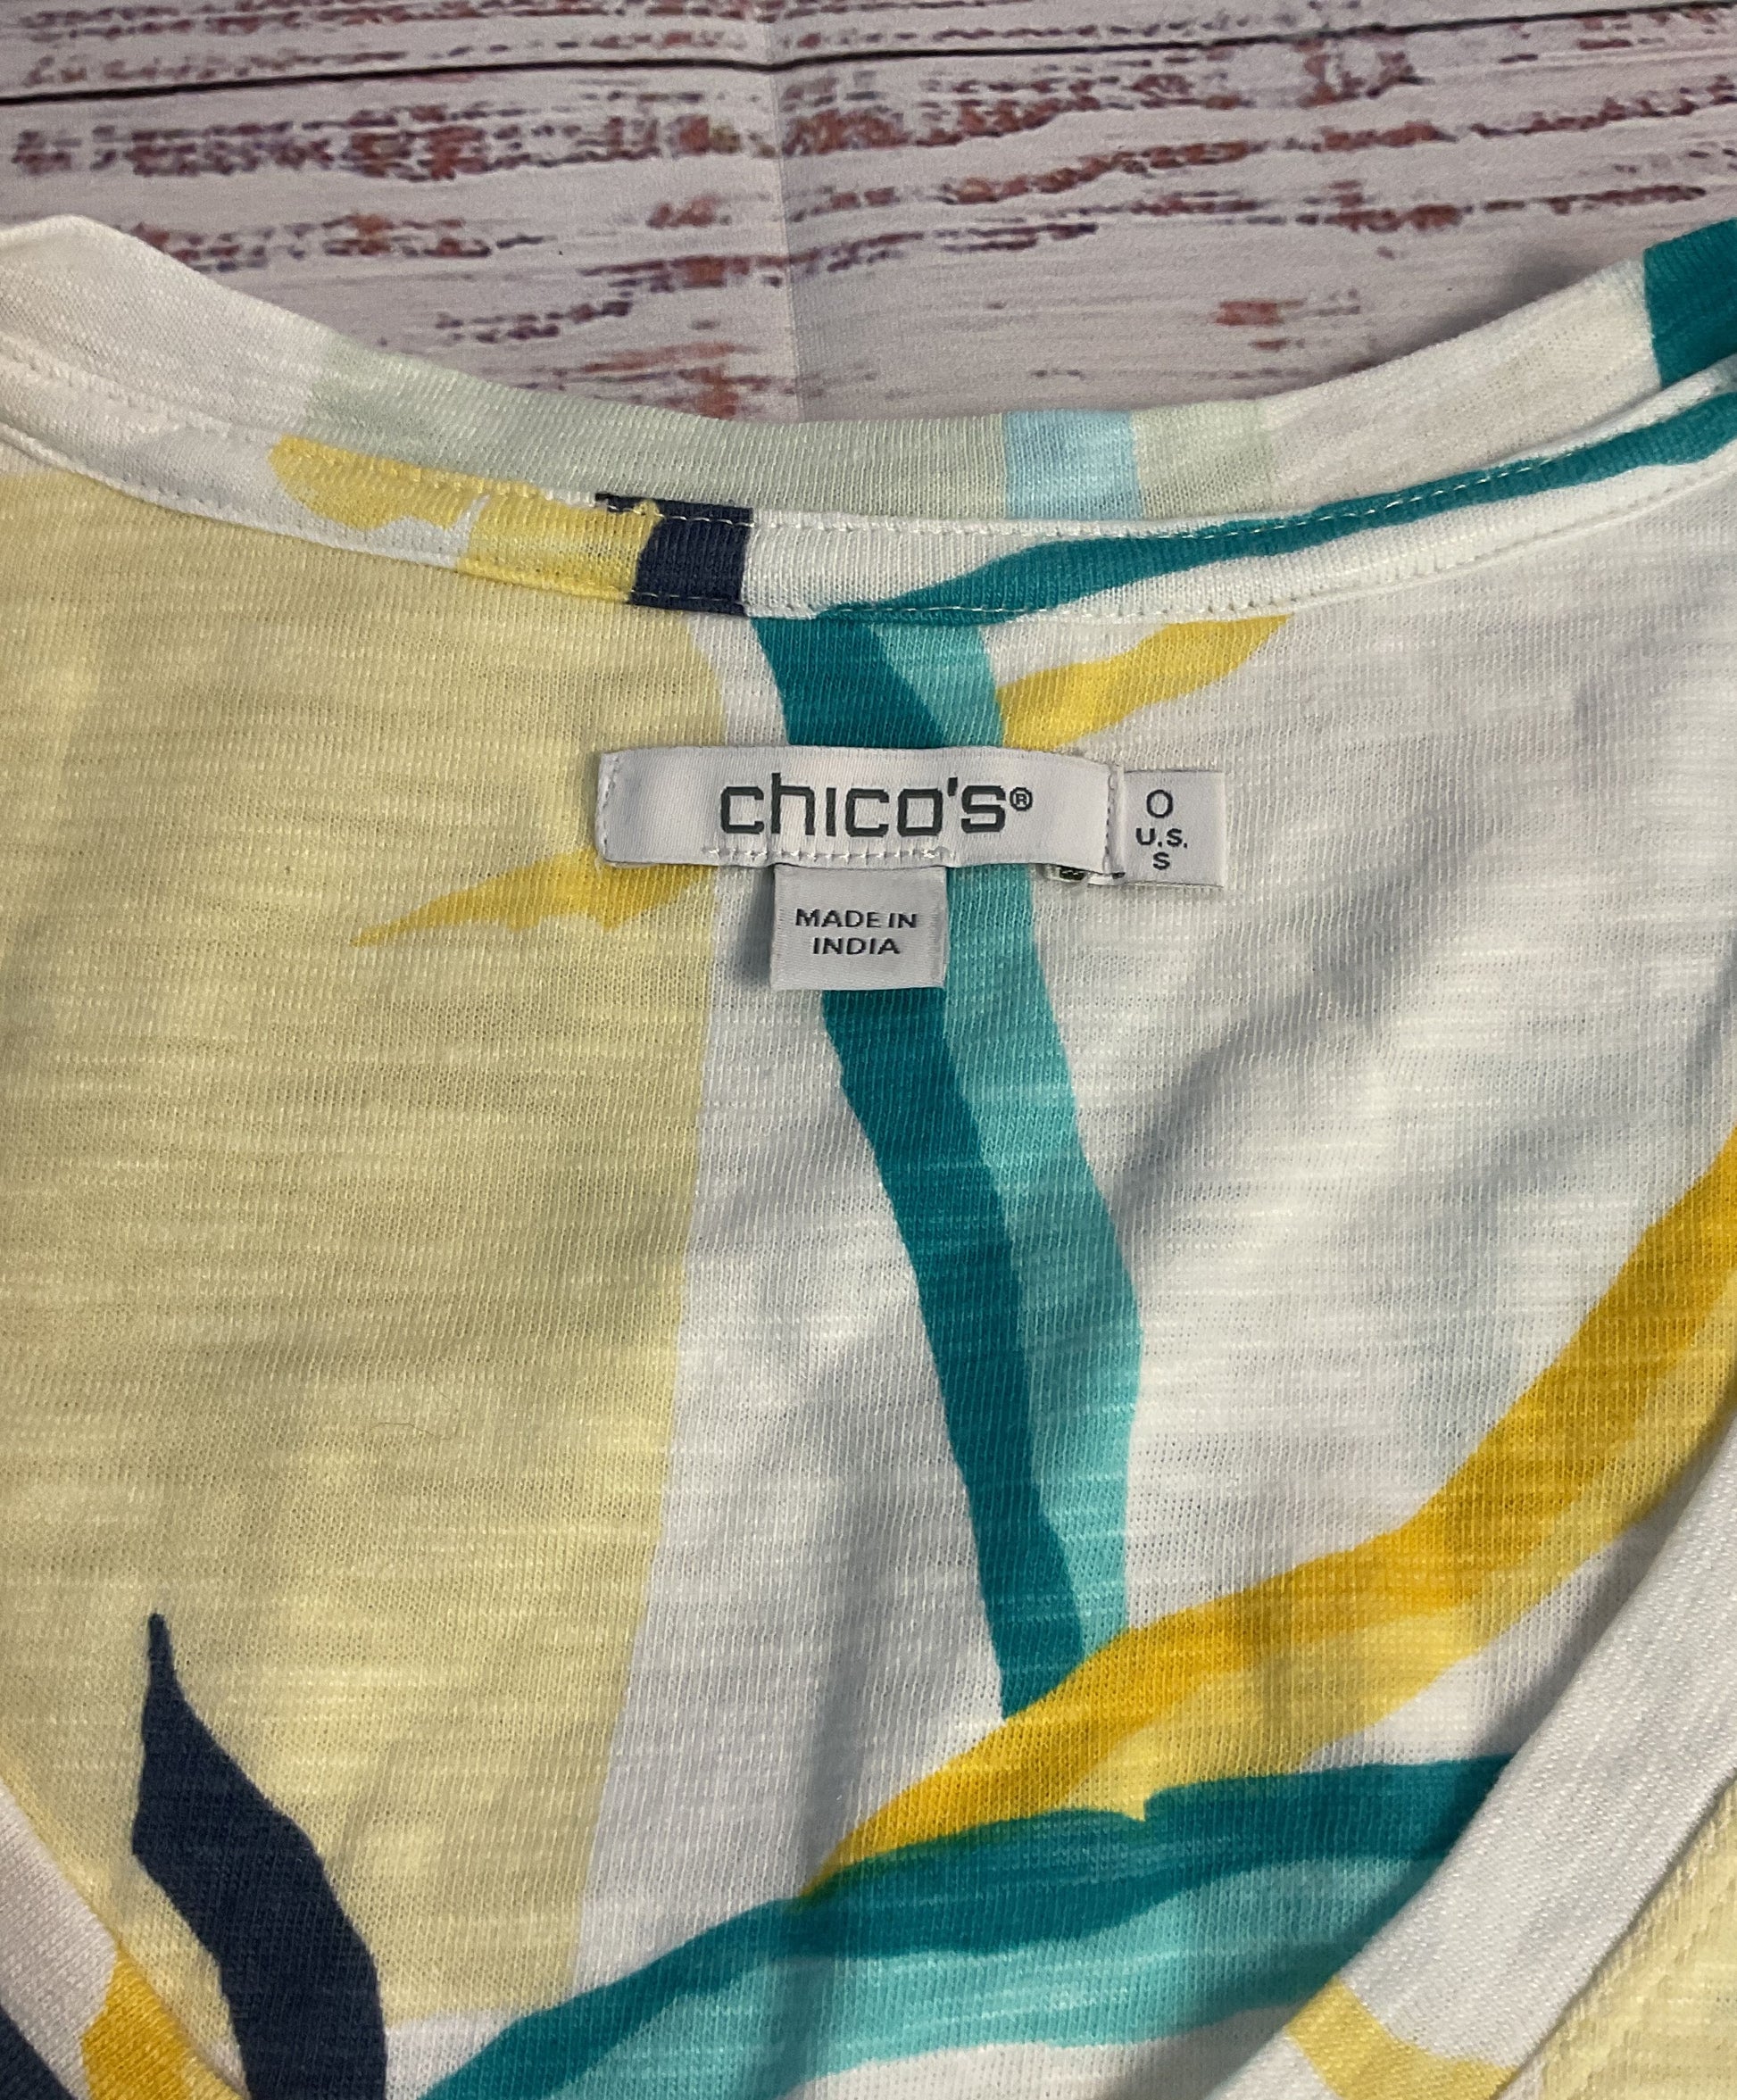 chico's®
0
U.S.
S
MADE IN
INDIA